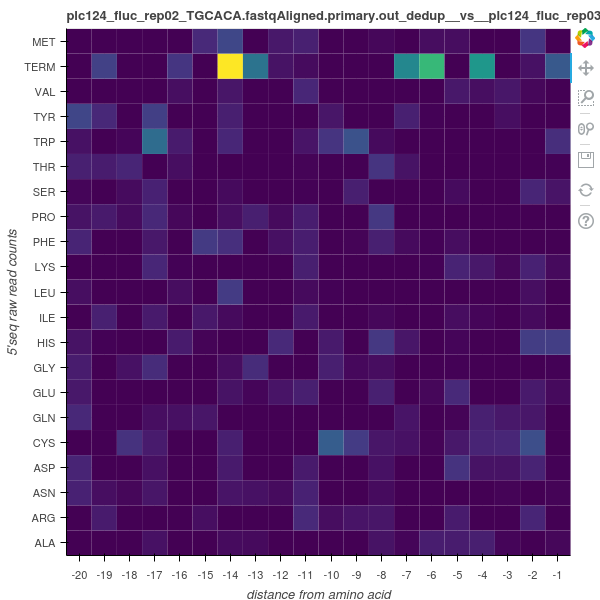 plc124_fluc_rep02_TGCACA.fastqAligned.primary.out_dedup__vs__plc124_fluc_rep03
MET
TERM
VAL
TYR
TRP
THR
SER
PRO
PHE
LYS
LEU
ILE
HIS
GLY
GLU
GLN
CYS
ASP
ASN
ARG
ALA
5'seq raw read counts
-20 -19 -18 -17 -16 -15 -14 -13 -12 -11 -10 -9 -8 -7 -6 -5 -4 -3 -2 -1
distance from amino acid